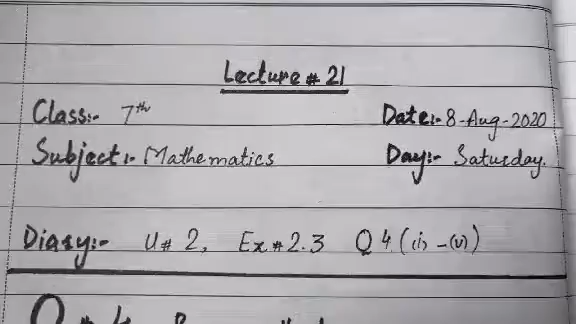 Lecture # 21
Class:- 7th Date:- 8-Aug-2020
Subject:- Mathematics Day:- Saturday.
Diary:- U# 2, Ex # 2.3 Q 4 (i) - (v)